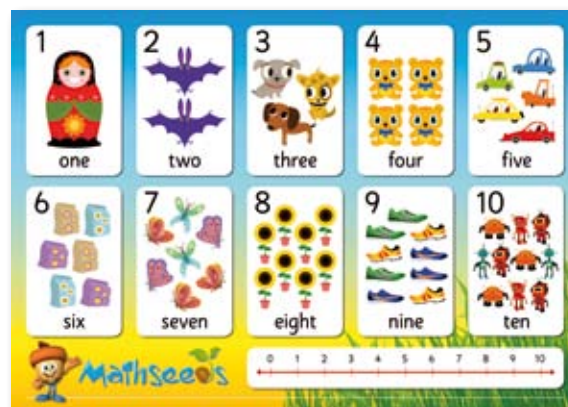 1 2 3 4 5
one two three four five
6 7 8 9 10
six seven eight nine ten
Mathseeds
0 1 2 3 4 5 6 7 8 9 10